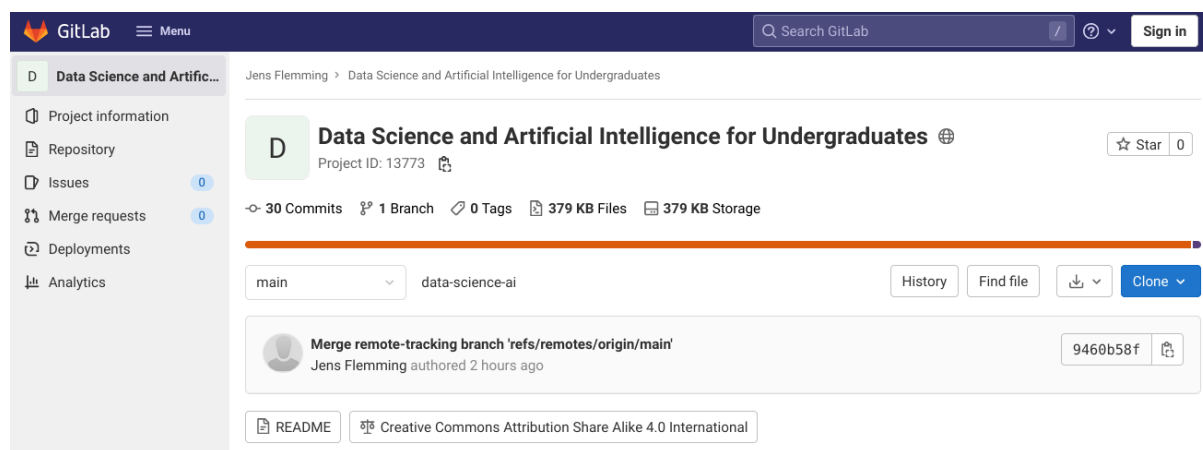 GitLab Menu Search GitLab / Sign in
D Data Science and Artific...
Project information
Repository
Issues 0
Merge requests 0
Deployments
Analytics
Jens Flemming > Data Science and Artificial Intelligence for Undergraduates
D
Data Science and Artificial Intelligence for Undergraduates
Star 0
Project ID: 13773
30 Commits 1 Branch 0 Tags 379 KB Files 379 KB Storage
main data-science-ai History Find file Clone
Merge remote-tracking branch 'refs/remotes/origin/main'
Jens Flemming authored 2 hours ago
9460b58f
README Creative Commons Attribution Share Alike 4.0 International